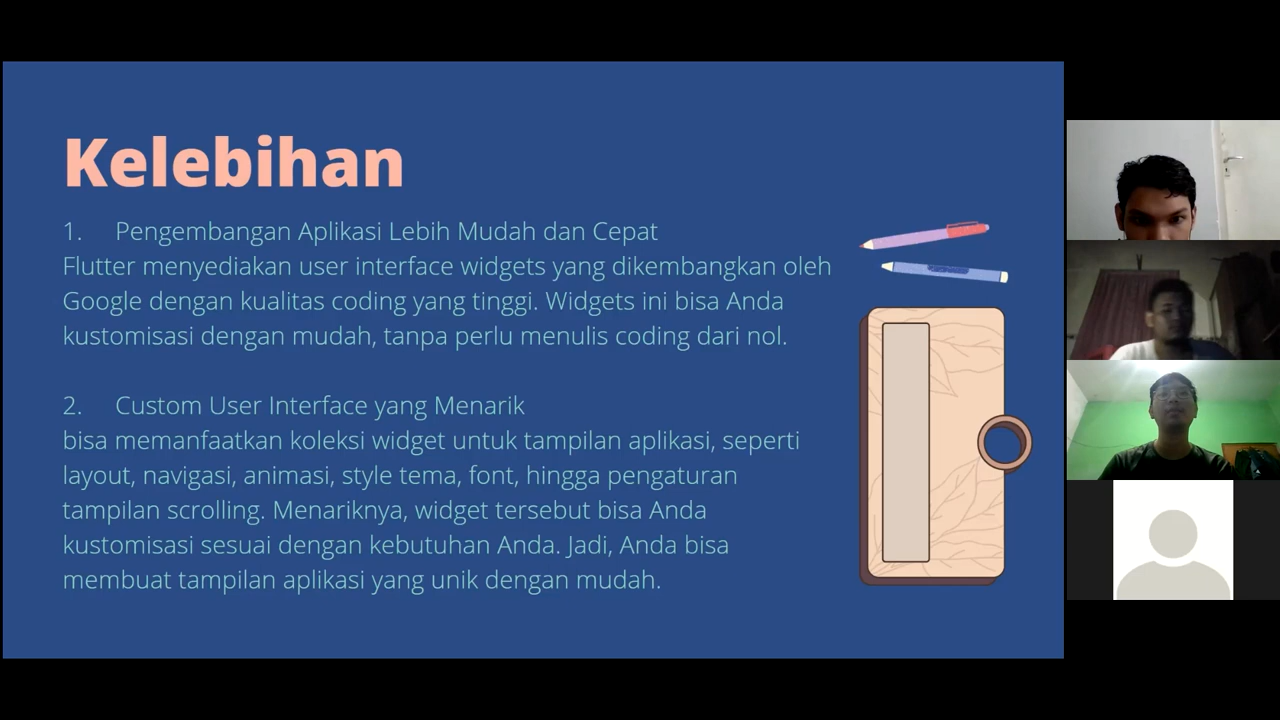 Kelebihan
1. Pengembangan Aplikasi Lebih Mudah dan Cepat
Flutter menyediakan user interface widgets yang dikembangkan oleh
Google dengan kualitas coding yang tinggi. Widgets ini bisa Anda
kustomisasi dengan mudah, tanpa perlu menulis coding dari nol.
2. Custom User Interface yang Menarik
bisa memanfaatkan koleksi widget untuk tampilan aplikasi, seperti
layout, navigasi, animasi, style tema, font, hingga pengaturan
tampilan scrolling. Menariknya, widget tersebut bisa Anda
kustomisasi sesuai dengan kebutuhan Anda. Jadi, Anda bisa
membuat tampilan aplikasi yang unik dengan mudah.